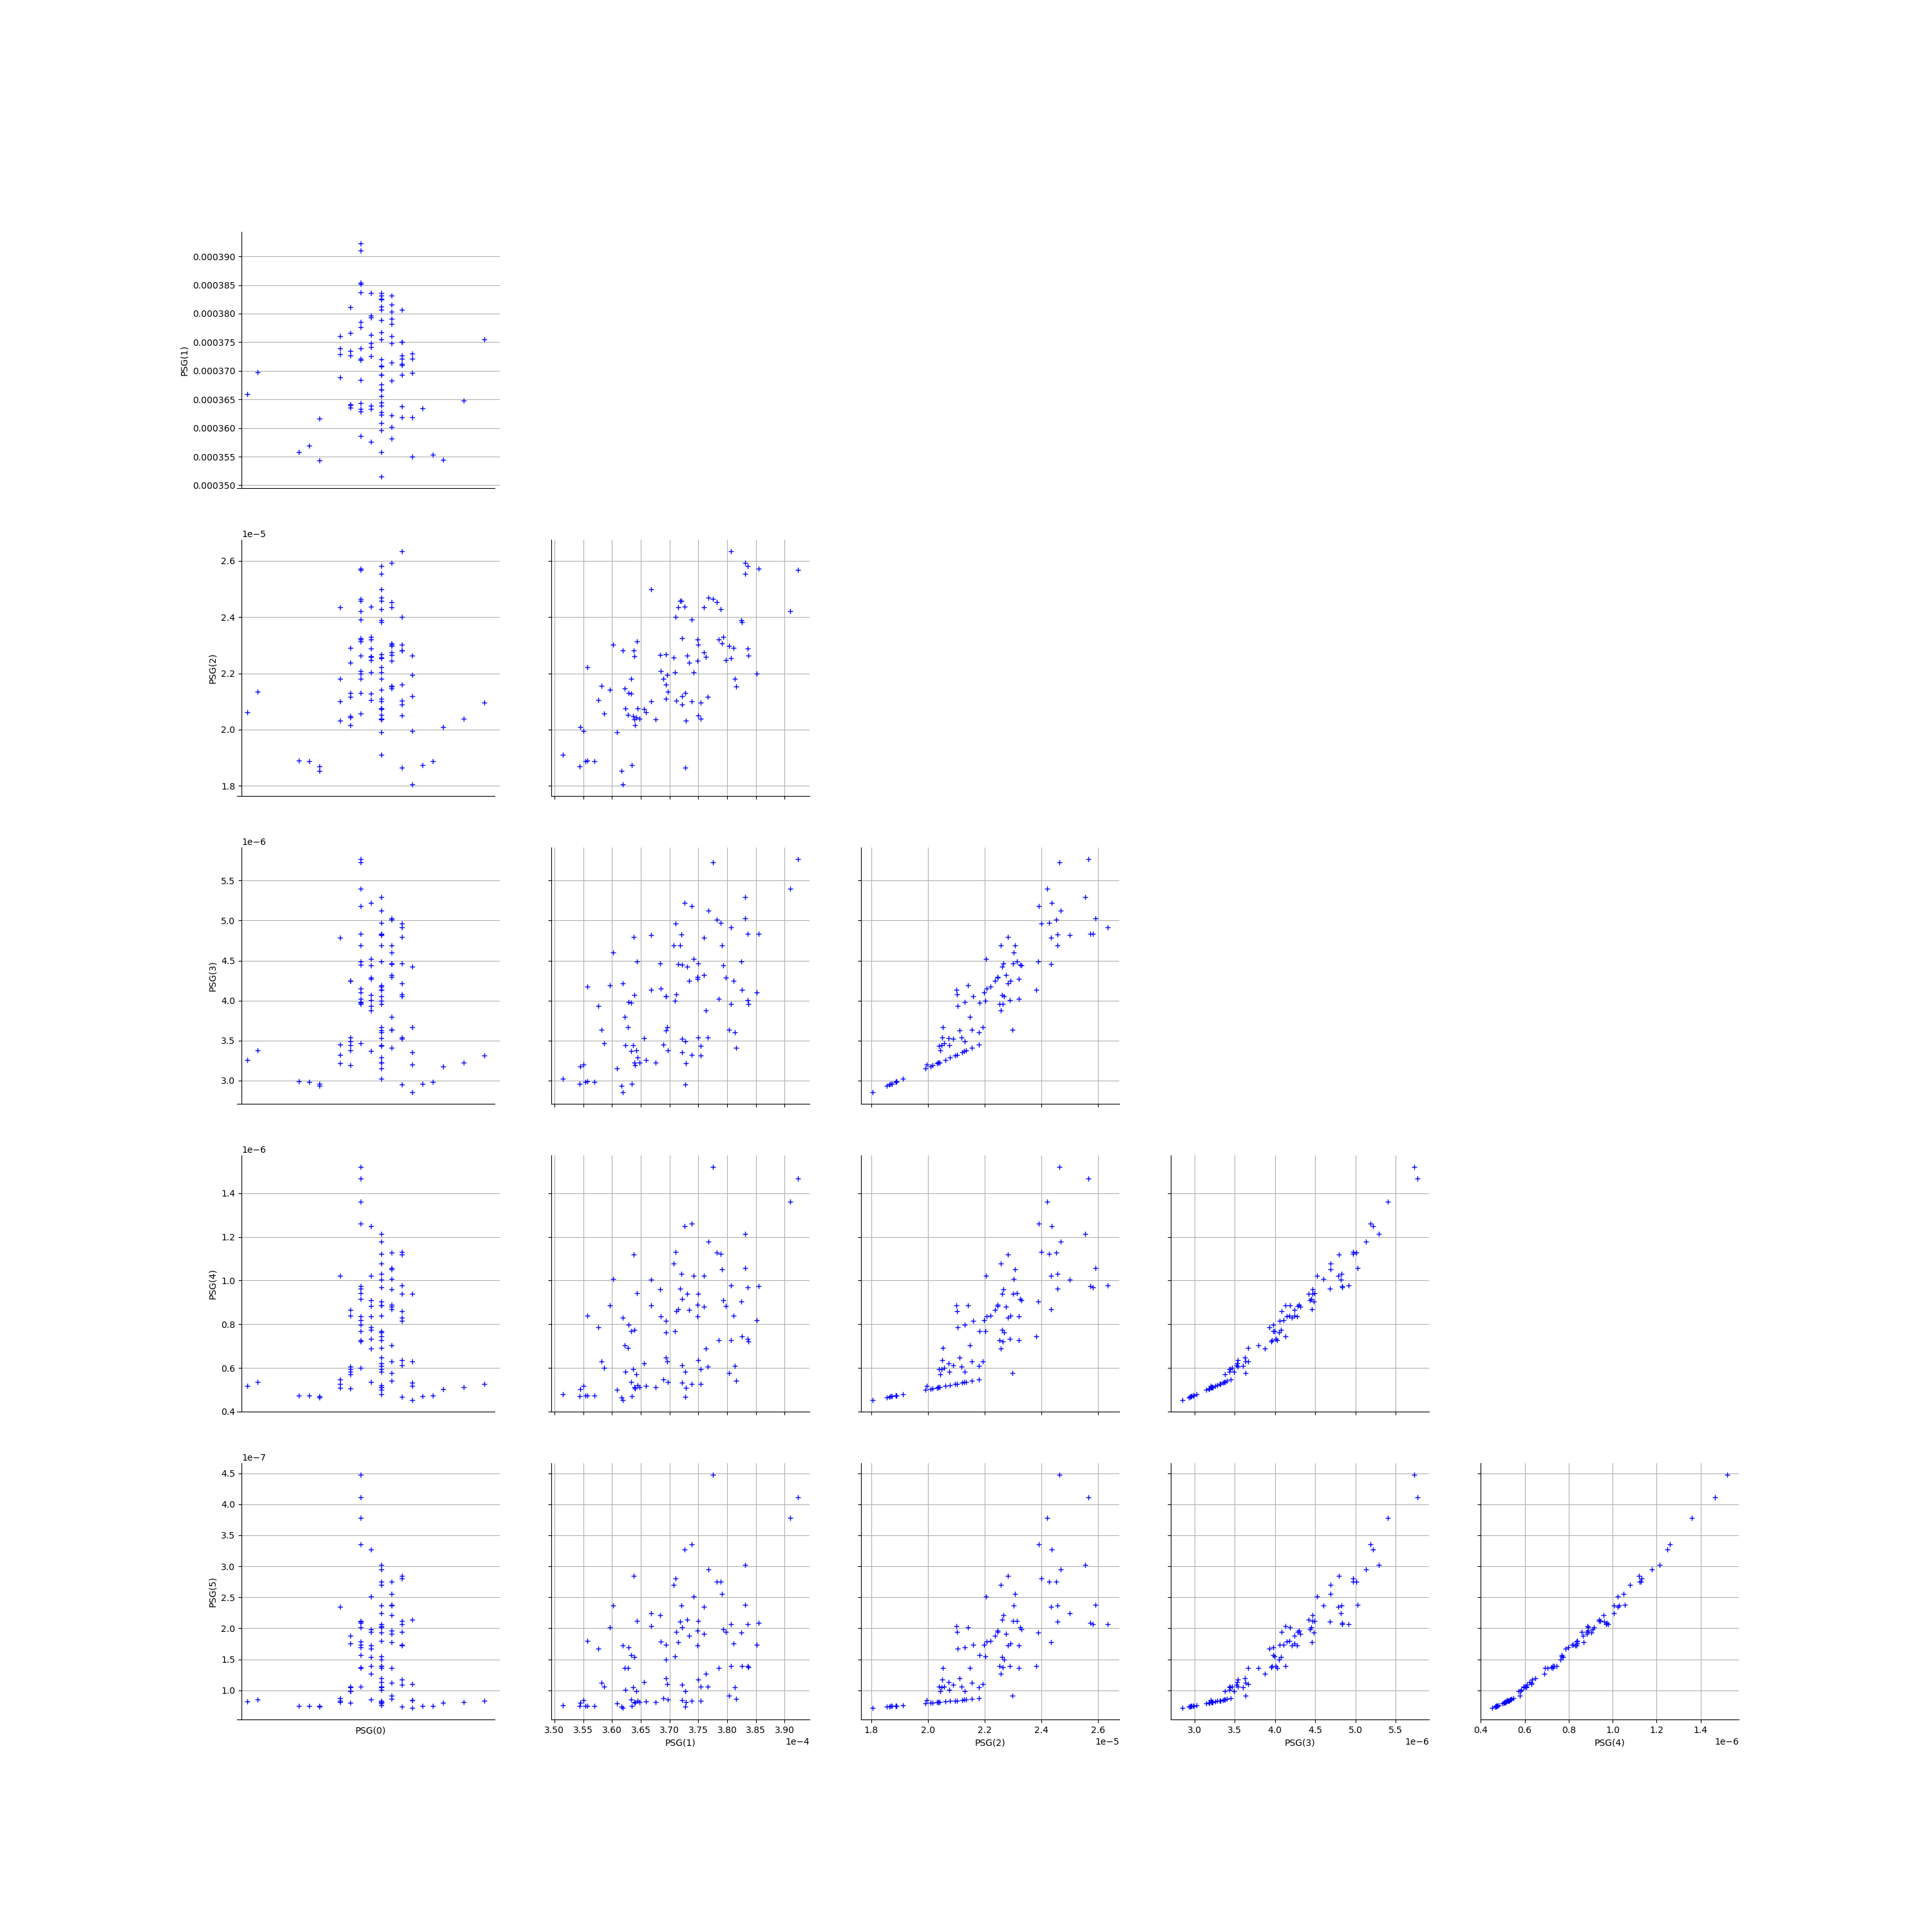 0.000390
0.000385
0.000380
0.000375
0.000370
0.000365
0.000360
0.000355
0.000350
PSG(1)
1e−5
2.6
2.4
2.2
2.0
1.8
PSG(2)
1e−6
5.5
5.0
4.5
4.0
3.5
3.0
PSG(3)
1e−6
1.4
1.2
1.0
0.8
0.6
0.4
PSG(4)
1e−7
4.5
4.0
3.5
3.0
2.5
2.0
1.5
1.0
PSG(5)
PSG(0)
3.50 3.55 3.60 3.65 3.70 3.75 3.80 3.85 3.90
PSG(1) 1e−4
1.8 2.0 2.2 2.4 2.6
PSG(2) 1e−5
3.0 3.5 4.0 4.5 5.0 5.5
PSG(3) 1e−6
0.4 0.6 0.8 1.0 1.2 1.4
PSG(4) 1e−6